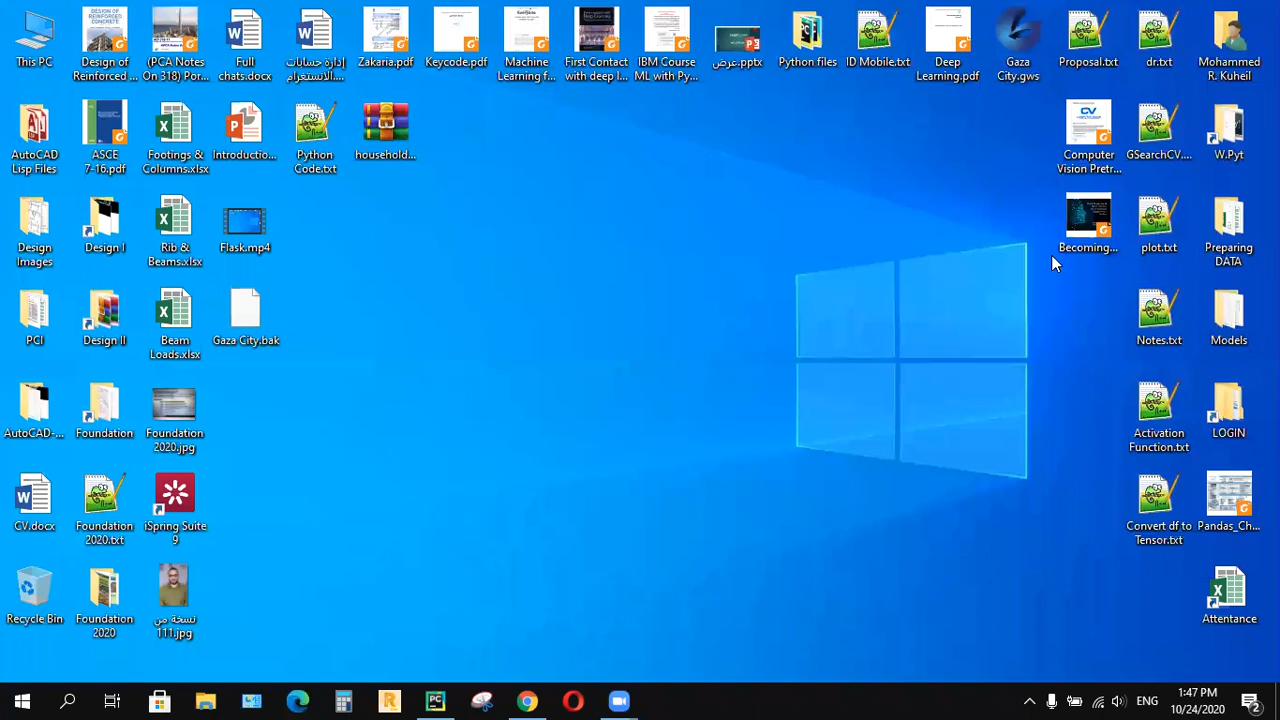 This PC
Design of
Reinforced ...
(PCA Notes
On 318) Por...
Full
chats.docx
إدارة حسابات
الانستغرام....
Zakaria.pdf
Keycode.pdf
Machine
Learning f...
First Contact
with deep l...
IBM Course
ML with Py...
عرض.pptx
Python files
ID Mobile.txt
Deep
Learning.pdf
Gaza
City.gws
Proposal.txt
dr.txt
Mohammed
R. Kuheil
AutoCAD
Lisp Files
ASCE
7-16.pdf
Footings &
Columns.xlsx
Introductio...
Python
Code.txt
household...
CV
Computer
Vision Pretr...
GSearchCV....
W.Pyt
Design
Images
Design I
Rib &
Beams.xlsx
Flask.mp4
Becoming...
plot.txt
Preparing
DATA
PCI
Design II
Beam
Loads.xlsx
Gaza City.bak
Notes.txt
Models
AutoCAD-...
Foundation
Foundation
2020.jpg
Activation
Function.txt
LOGIN
CV.docx
Foundation
2020.txt
iSpring Suite
9
Convert df to
Tensor.txt
Pandas_Ch...
Recycle Bin
Foundation
2020
نسخة من
111.jpg
Attentance
ENG
1:47 PM
10/24/2020
2